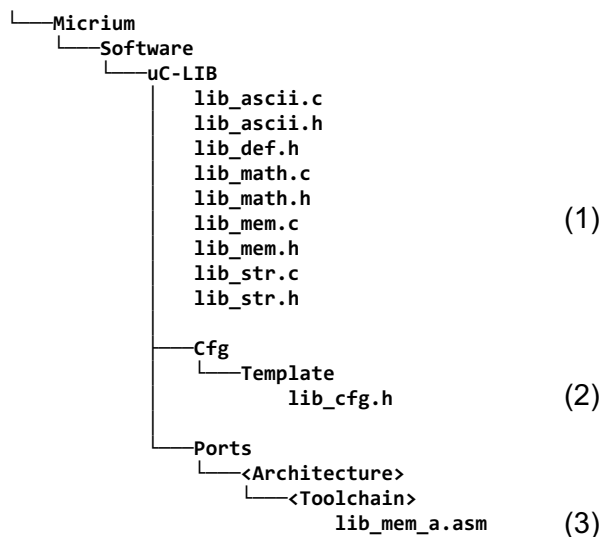 Micrium
Software
uC-LIB
lib_ascii.c
lib_ascii.h
lib_def.h
lib_math.c
lib_math.h
lib_mem.c (1)
lib_mem.h
lib_str.c
lib_str.h
Cfg
Template
lib_cfg.h (2)
Ports
<Architecture>
<Toolchain>
lib_mem_a.asm (3)